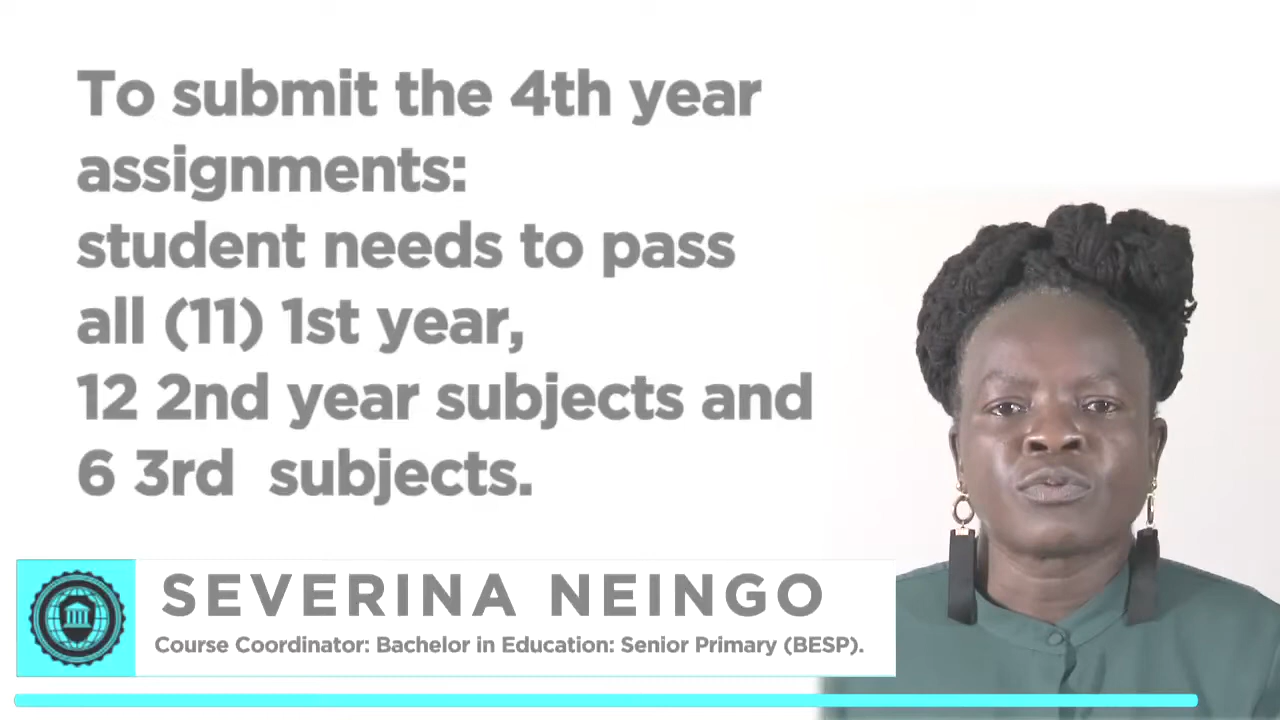 To submit the 4th year
assignments:
student needs to pass
all (11) 1st year,
12 2nd year subjects and
6 3rd  subjects.
SEVERINA NEINGO
Course Coordinator: Bachelor in Education: Senior Primary (BESP).